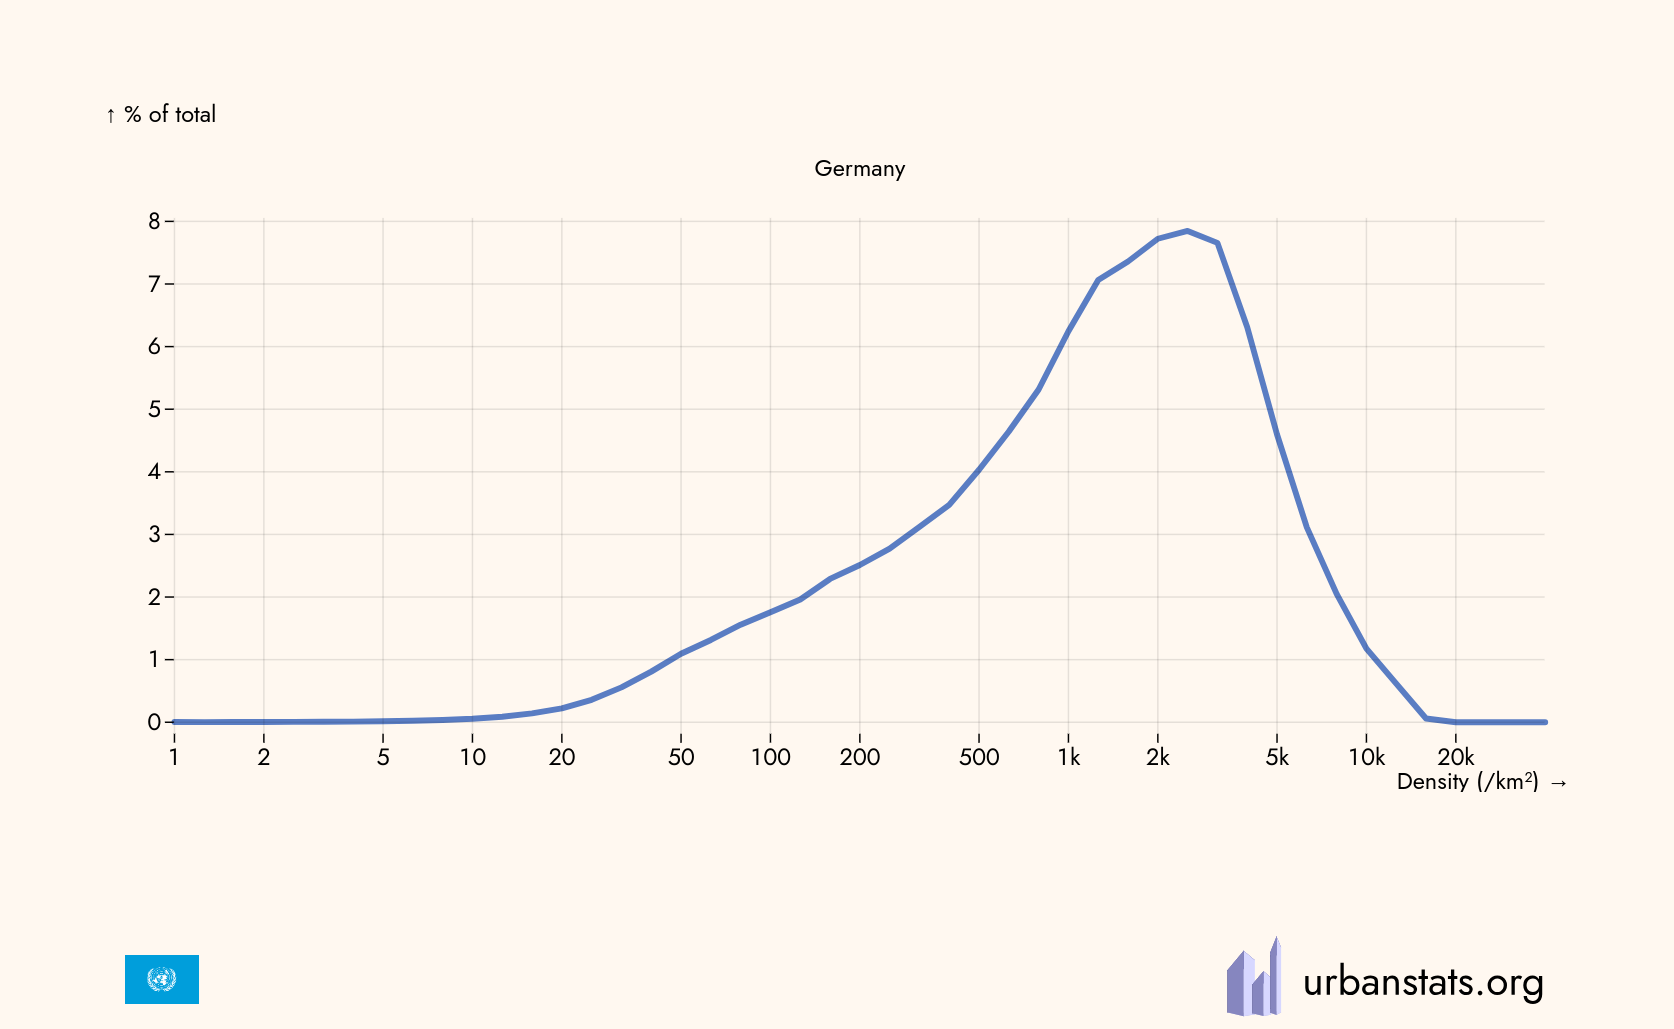 ↑ % of total
Germany
8
7
6
5
4
3
2
1
0
1 2 5 10 20 50 100 200 500 1k 2k 5k 10k 20k
Density (/km²) →
urbanstats.org